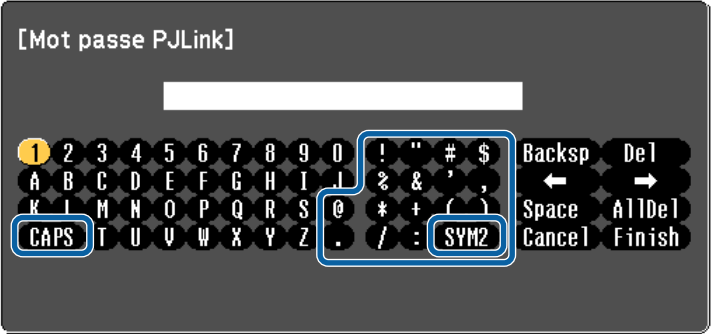 [Mot passe PJLink]
1 2 3 4 5 6 7 8 9 0 ! " # $ Backsp Del
A B C D E F G H I J % & ' , ← →
K L M N O P Q R S @ * + ( ) Space AllDel
CAPS T U V W X Y Z . / : SYM2 Cancel Finish